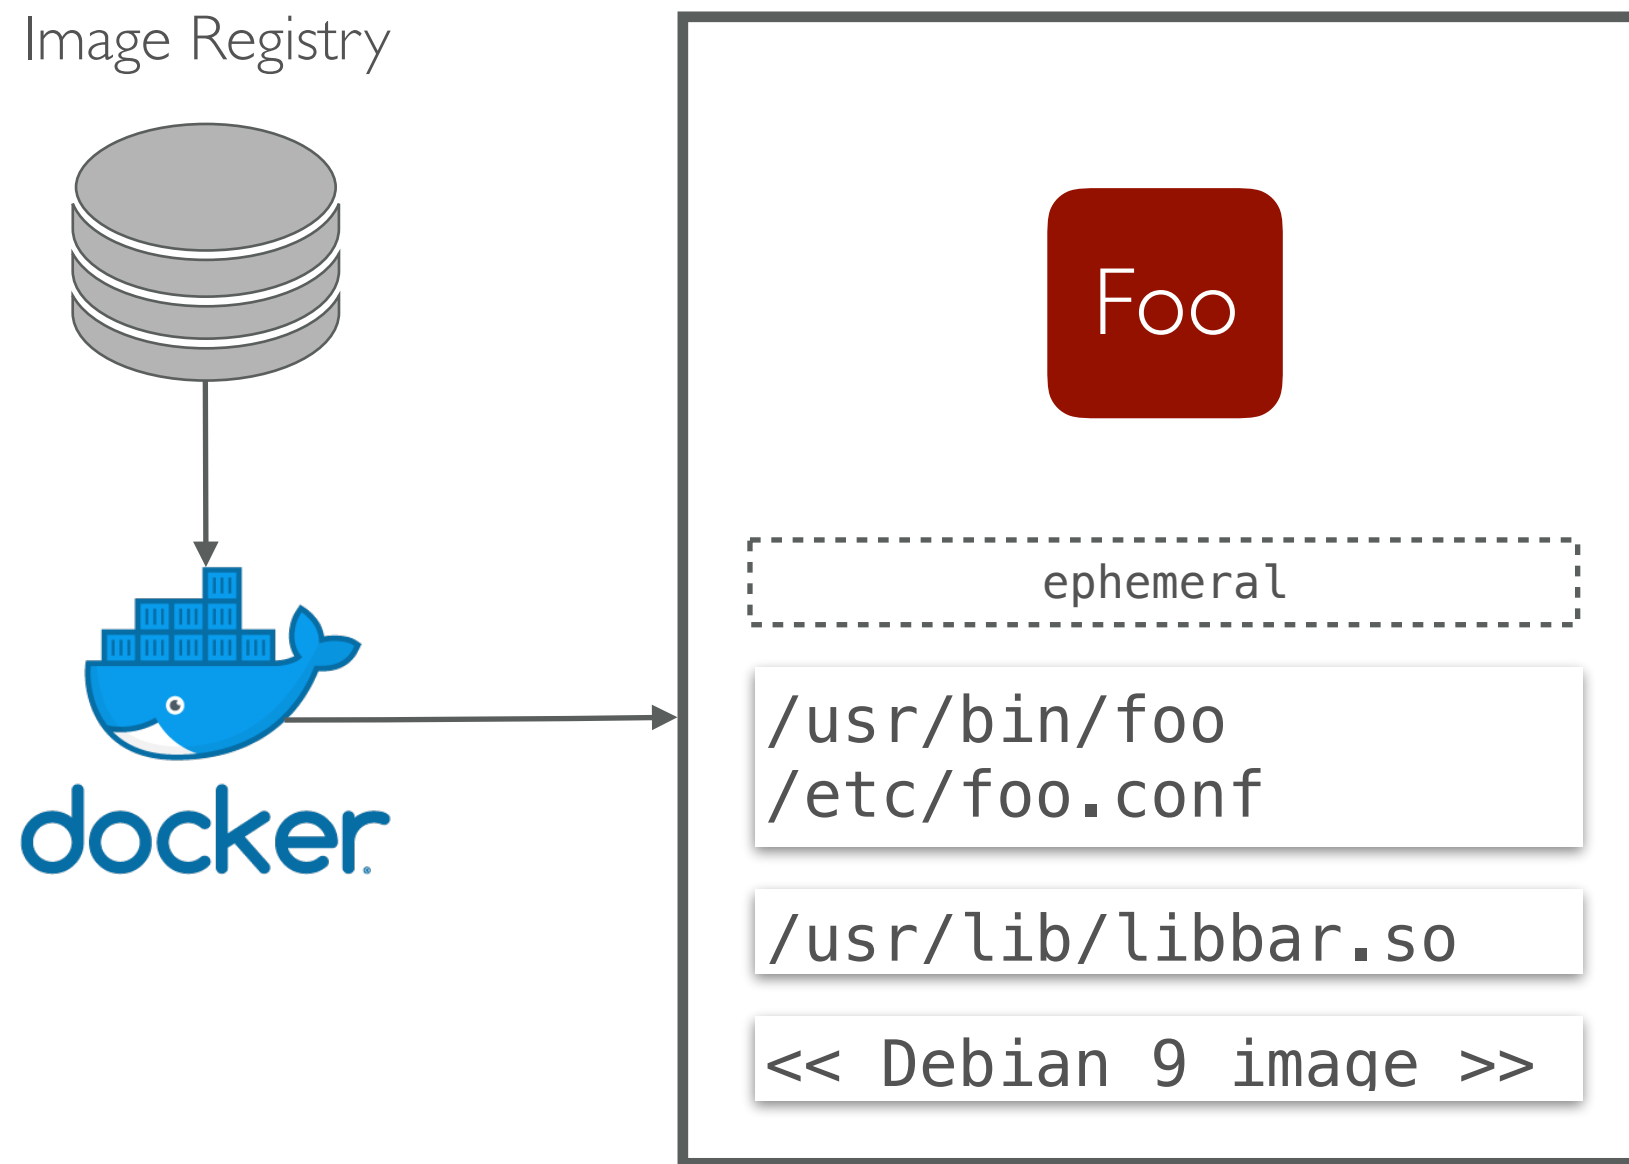 Image Registry
docker
Foo
ephemeral
/usr/bin/foo
/etc/foo.conf
/usr/lib/libbar.so
<< Debian 9 image >>